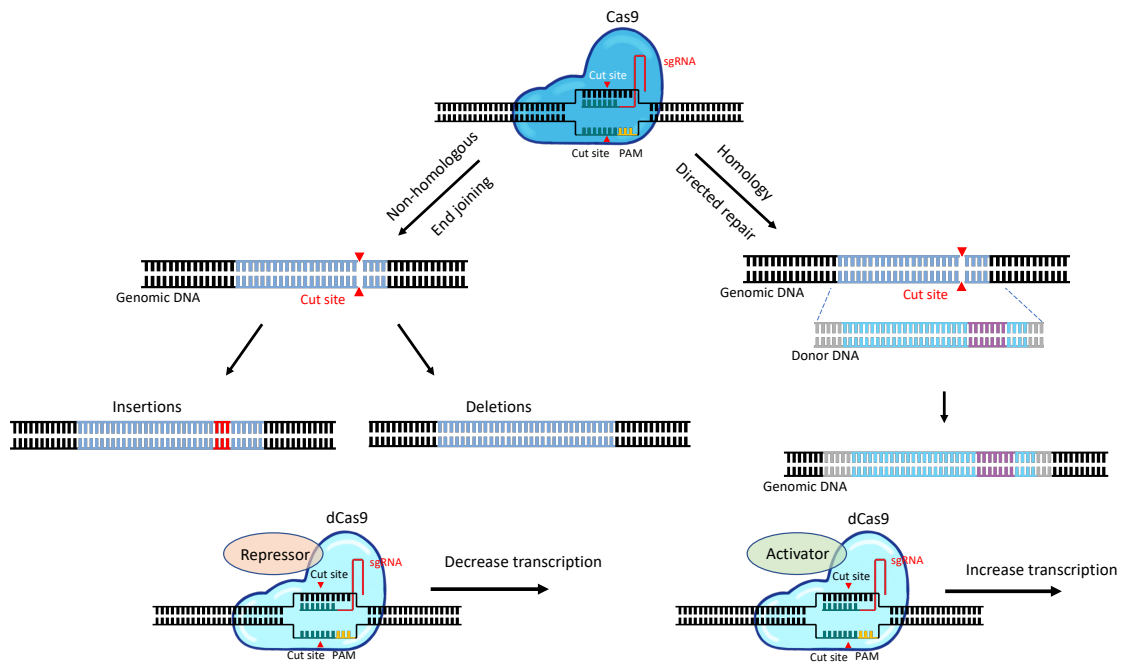 Cas9
sgRNA
Cut site
Cut site
PAM
Non-homologous
End joining
Homology
Directed repair
Genomic DNA
Cut site
Genomic DNA
Cut site
Donor DNA
Insertions
Deletions
Genomic DNA
dCas9
Repressor
sgRNA
Cut site
Cut site
PAM
Decrease transcription
dCas9
Activator
sgRNA
Cut site
Cut site
PAM
Increase transcription